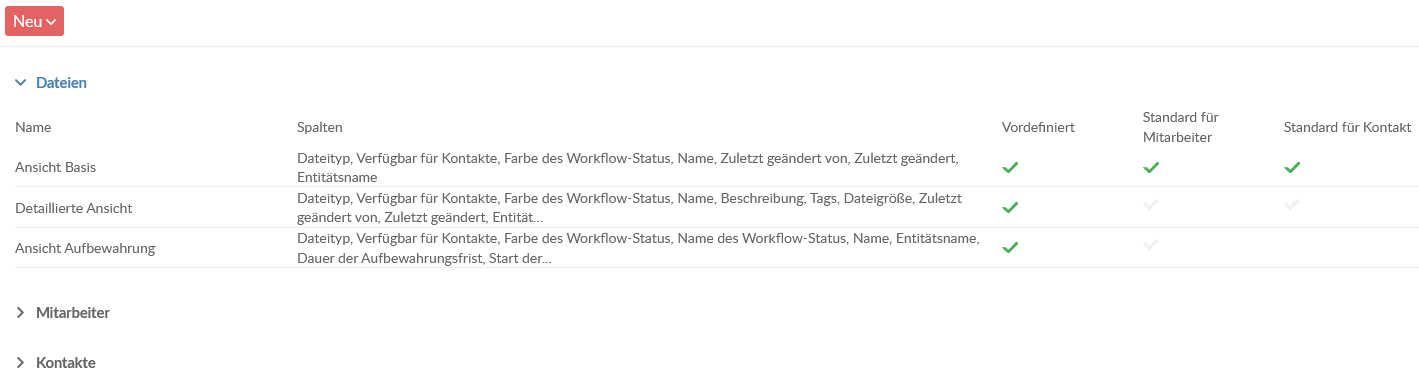 Neu
Dateien
Name
Spalten
Vordefiniert
Standard für
Mitarbeiter
Standard für Kontakt
Ansicht Basis
Dateityp, Verfügbar für Kontakte, Farbe des Workflow-Status, Name, Zuletzt geändert von, Zuletzt geändert,
Entitätsname
Detaillierte Ansicht
Dateityp, Verfügbar für Kontakte, Farbe des Workflow-Status, Name, Beschreibung, Tags, Dateigröße, Zuletzt
geändert von, Zuletzt geändert, Entität...
Ansicht Aufbewahrung
Dateityp, Verfügbar für Kontakte, Farbe des Workflow-Status, Name des Workflow-Status, Name, Entitätsname,
Dauer der Aufbewahrungsfrist, Start der...
Mitarbeiter
Kontakte